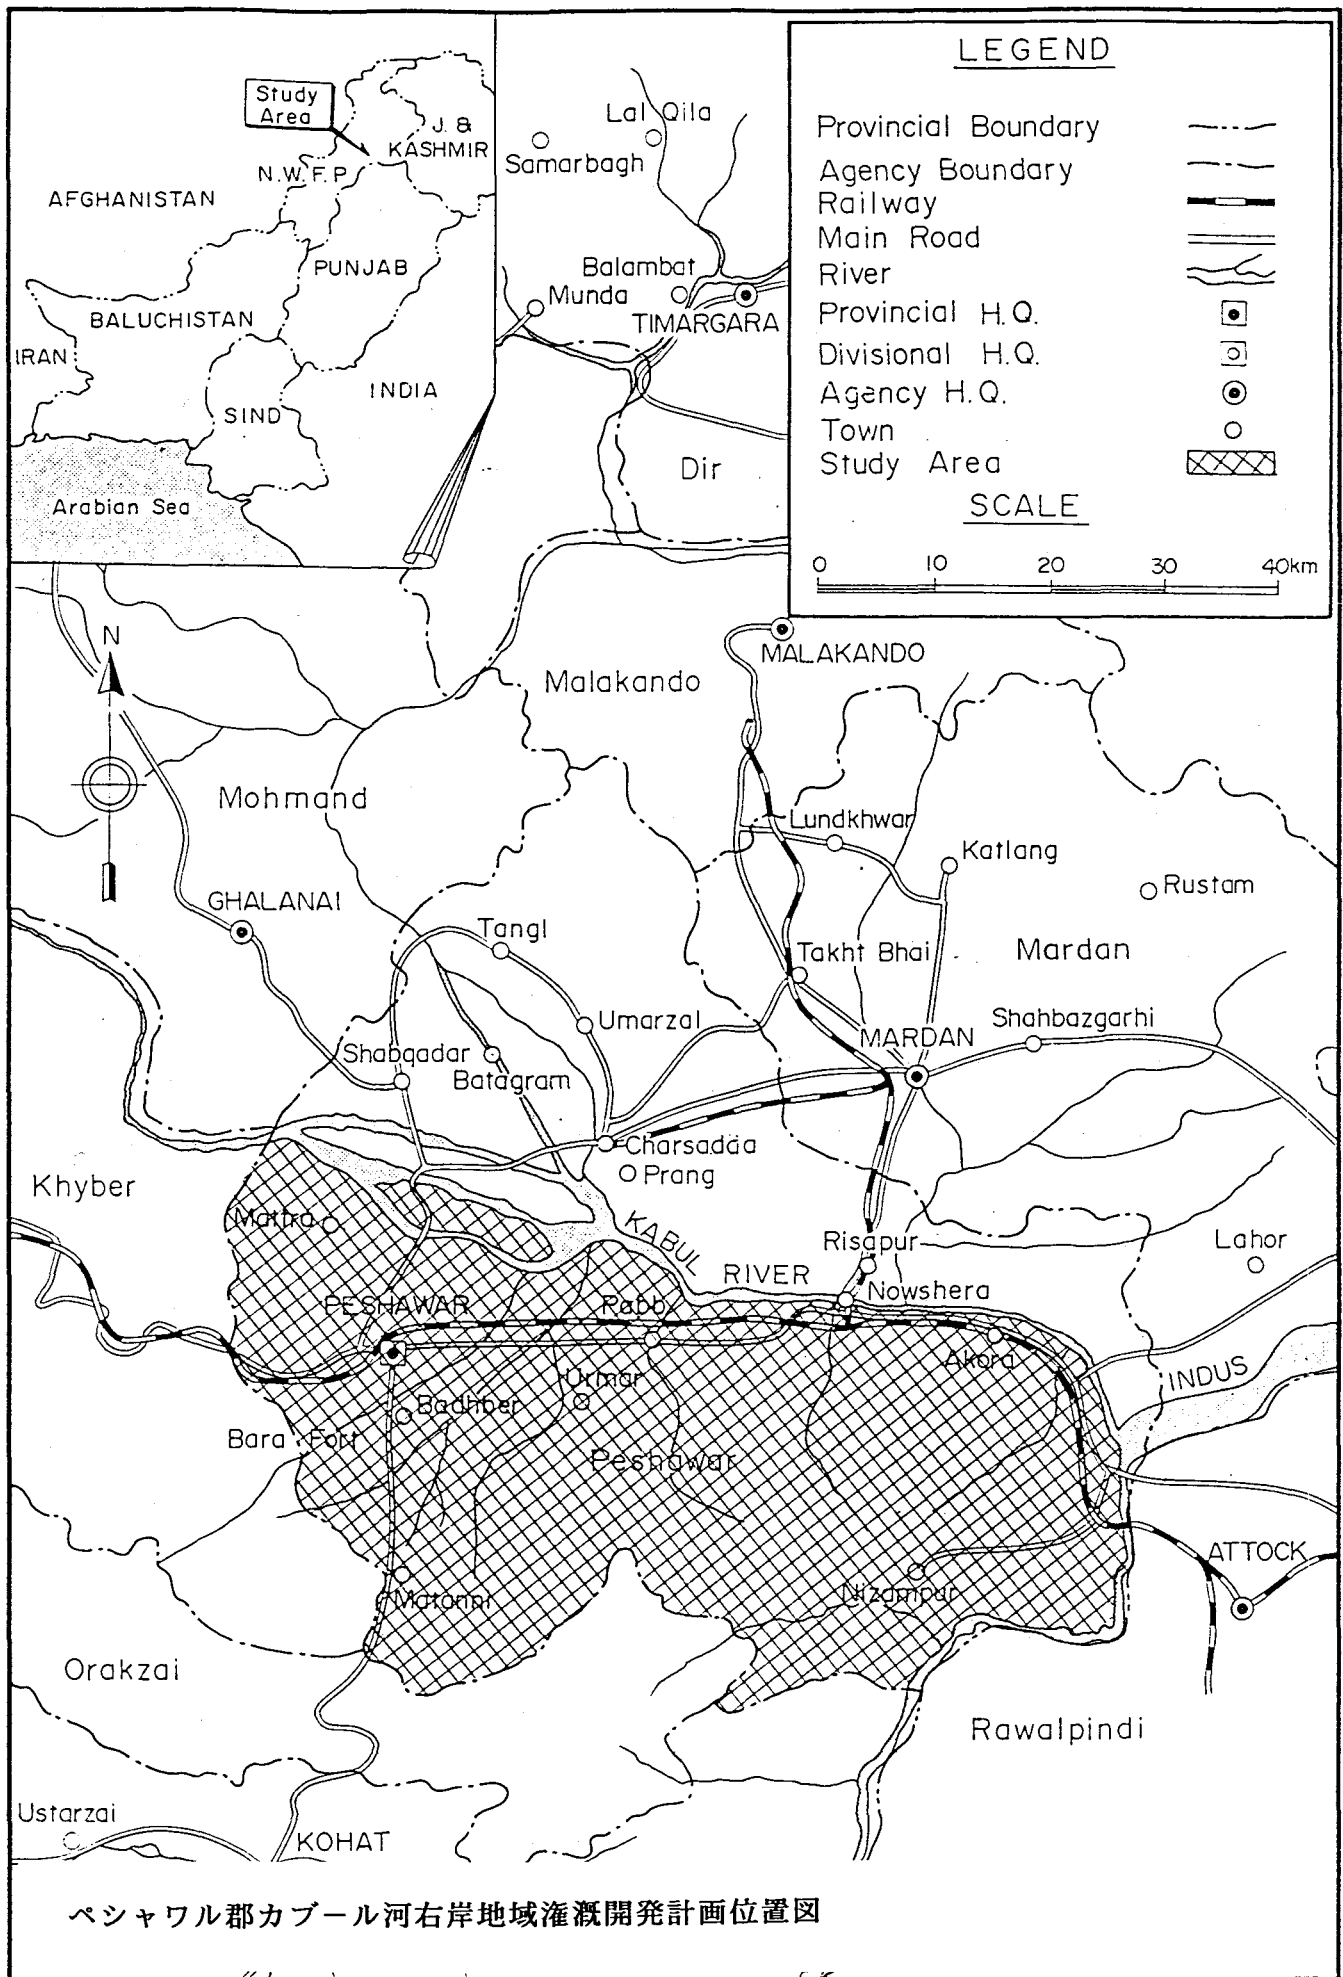 Study
Area
J. &
KASHMIR
N.W.F.P
AFGHANISTAN
PUNJAB
BALUCHISTAN
IRAN
INDIA
SIND
Arabian Sea
LEGEND
Provincial Boundary
Agency Boundary
Railway
Main Road
River
Provincial H.Q.
Divisional H.Q.
Agency H.Q.
Town
Study Area
SCALE
0 10 20 30 40km
Lal Qila
Samarbagh
Balambat
Munda
TIMARGARA
Dir
N
MALAKANDO
Malakando
Mohmand
Lundkhwar
Katlang
Rustam
GHALANAI
Tangl
Takht Bhai
Mardan
Umarzal
Shahbazgarhi
MARDAN
Shabqadar
Batagram
Charsadda
Prang
Khyber
Mattra
KABUL
RIVER
Risapur
Lahor
Nowshera
PESHAWAR
Rabb
Akora
INDUS
Urmar
Badhber
Bara Fort
Peshawar
ATTOCK
Nizampur
Matanni
Orakzai
Rawalpindi
Ustarzai
KOHAT
ペシャワル郡カブール河右岸地域潅漑開発計画位置図